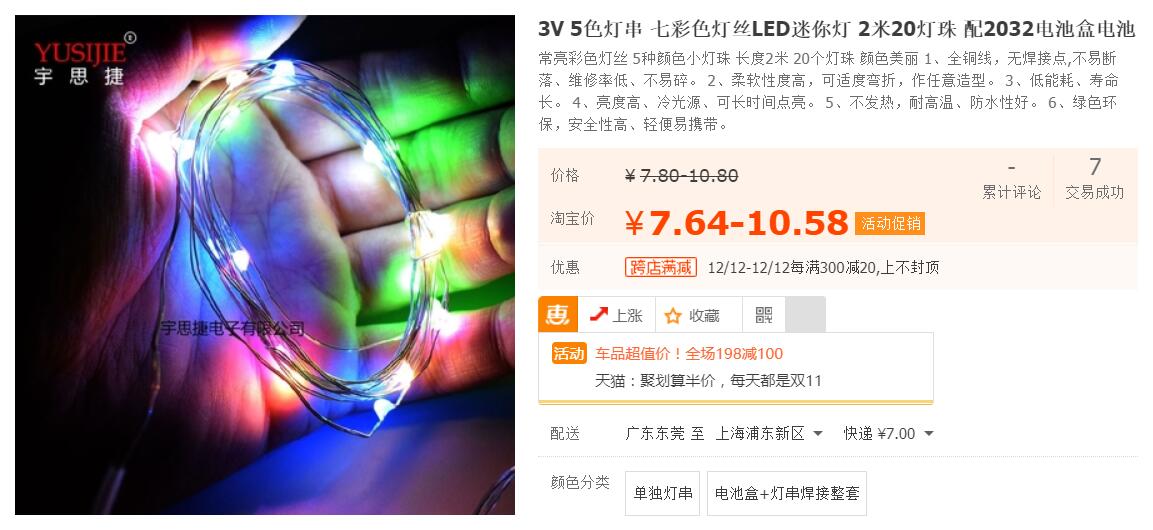 YUSIJIE®
宇思捷
宇思捷电子有限公司
3V 5色灯串 七彩色灯丝LED迷你灯 2米20灯珠 配2032电池盒电池
常亮彩色灯丝 5种颜色小灯珠 长度2米 20个灯珠 颜色美丽 1、全铜线，无焊接点,不易断
落、维修率低、不易碎。 2、柔软性度高，可适度弯折，作任意造型。 3、低能耗、寿命
长。 4、亮度高、冷光源、可长时间点亮。 5、不发热，耐高温、防水性好。 6、绿色环
保，安全性高、轻便易携带。
价格 ¥ 7.80-10.80
- 7
累计评论 交易成功
淘宝价 ¥ 7.64-10.58 活动促销
优惠 跨店满减 12/12-12/12每满300减20,上不封顶
惠 上涨 收藏
活动 车品超值价！全场198减100
天猫：聚划算半价，每天都是双11
配送 广东东莞 至 上海浦东新区 快递 ¥7.00
颜色分类 单独灯串 电池盒+灯串焊接整套